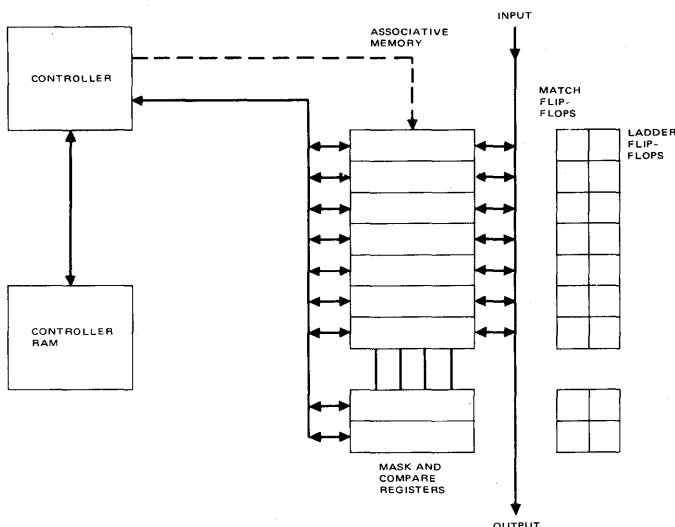 INPUT
ASSOCIATIVE
MEMORY
CONTROLLER
MATCH
FLIP-
FLOPS
LADDER
FLIP-
FLOPS
CONTROLLER
RAM
MASK AND
COMPARE
REGISTERS
OUTPUT